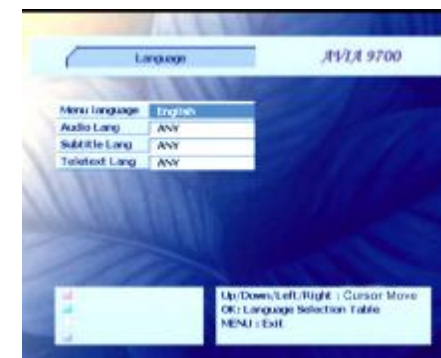 Language
AVIA 9700
Menu language English
Audio Lang ANY
Subtitle Lang ANY
Teletext Lang ANY
Up/Down/Left/Right : Cursor Move
OK: Language Selection Table
MENU : Exit